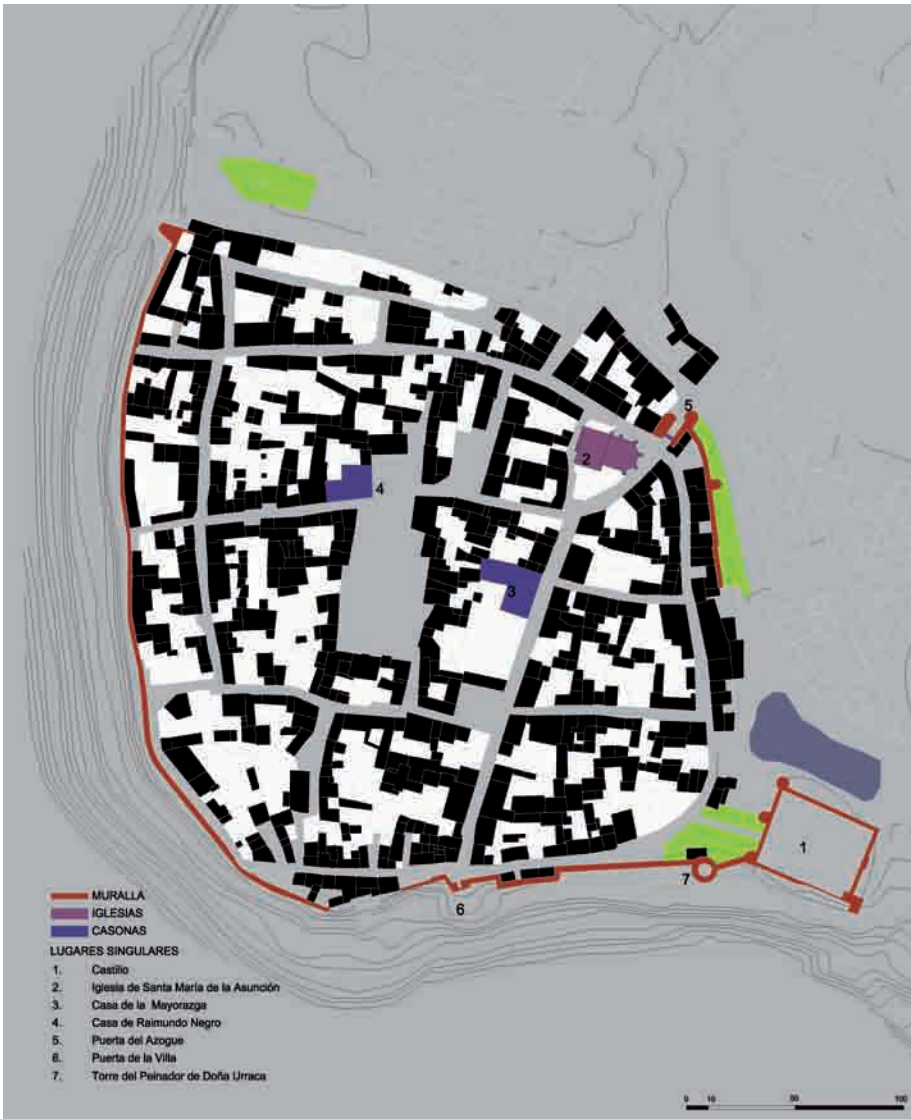 5
2
4
3
1
7
6
MURALLA
IGLESIAS
CASONAS
LUGARES SINGULARES
1. Castillo
2. Iglesia de Santa María de la Asunción
3. Casa de la Mayorazga
4. Casa de Raimundo Negro
5. Puerta del Azogue
6. Puerta de la Villa
7. Torre del Peinador de Doña Urraca
0 10 50 100